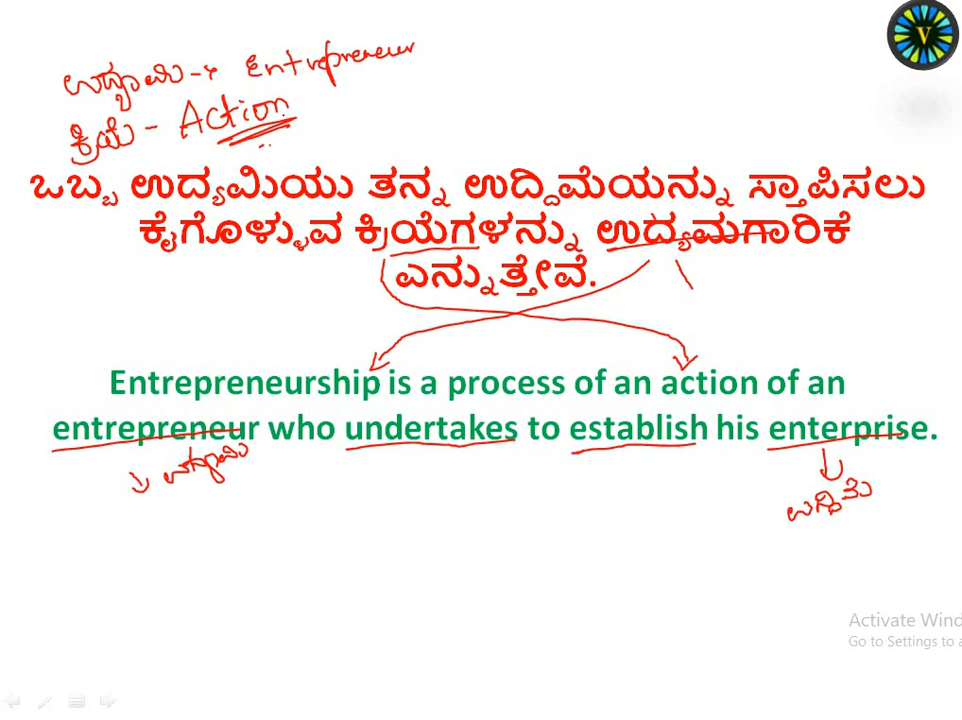 ಉದ್ಯಮಿ → Entrepreneur
ಕ್ರಿಯೆ - Action
V
ಒಬ್ಬ ಉದ್ಯಮಿಯು ತನ್ನ ಉದ್ದಿಮೆಯನ್ನು ಸ್ತಾಪಿಸಲು
ಕೈಗೊಳ್ಳುವ ಕ್ರಿಯೆಗಳನ್ನು ಉದ್ಯಮಗಾರಿಕೆ
ಎನ್ನುತ್ತೇವೆ.
Entrepreneurship is a process of an action of an
entrepreneur who undertakes to establish his enterprise.
ಉದ್ಯಮಿ
ಉದ್ದಿಮೆ
Activate Wind
Go to Settings to a